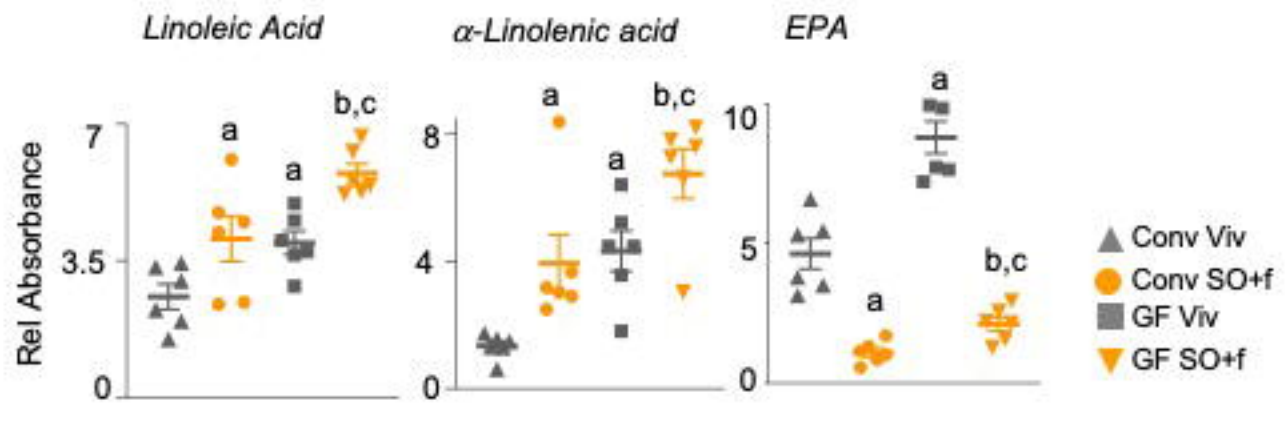 Linoleic Acid
α-Linolenic acid
EPA
Rel Absorbance
7
3.5
0
a
a
b,c
8
4
0
a
a
b,c
10
5
0
a
a
b,c
Conv Viv
Conv SO+f
GF Viv
GF SO+f